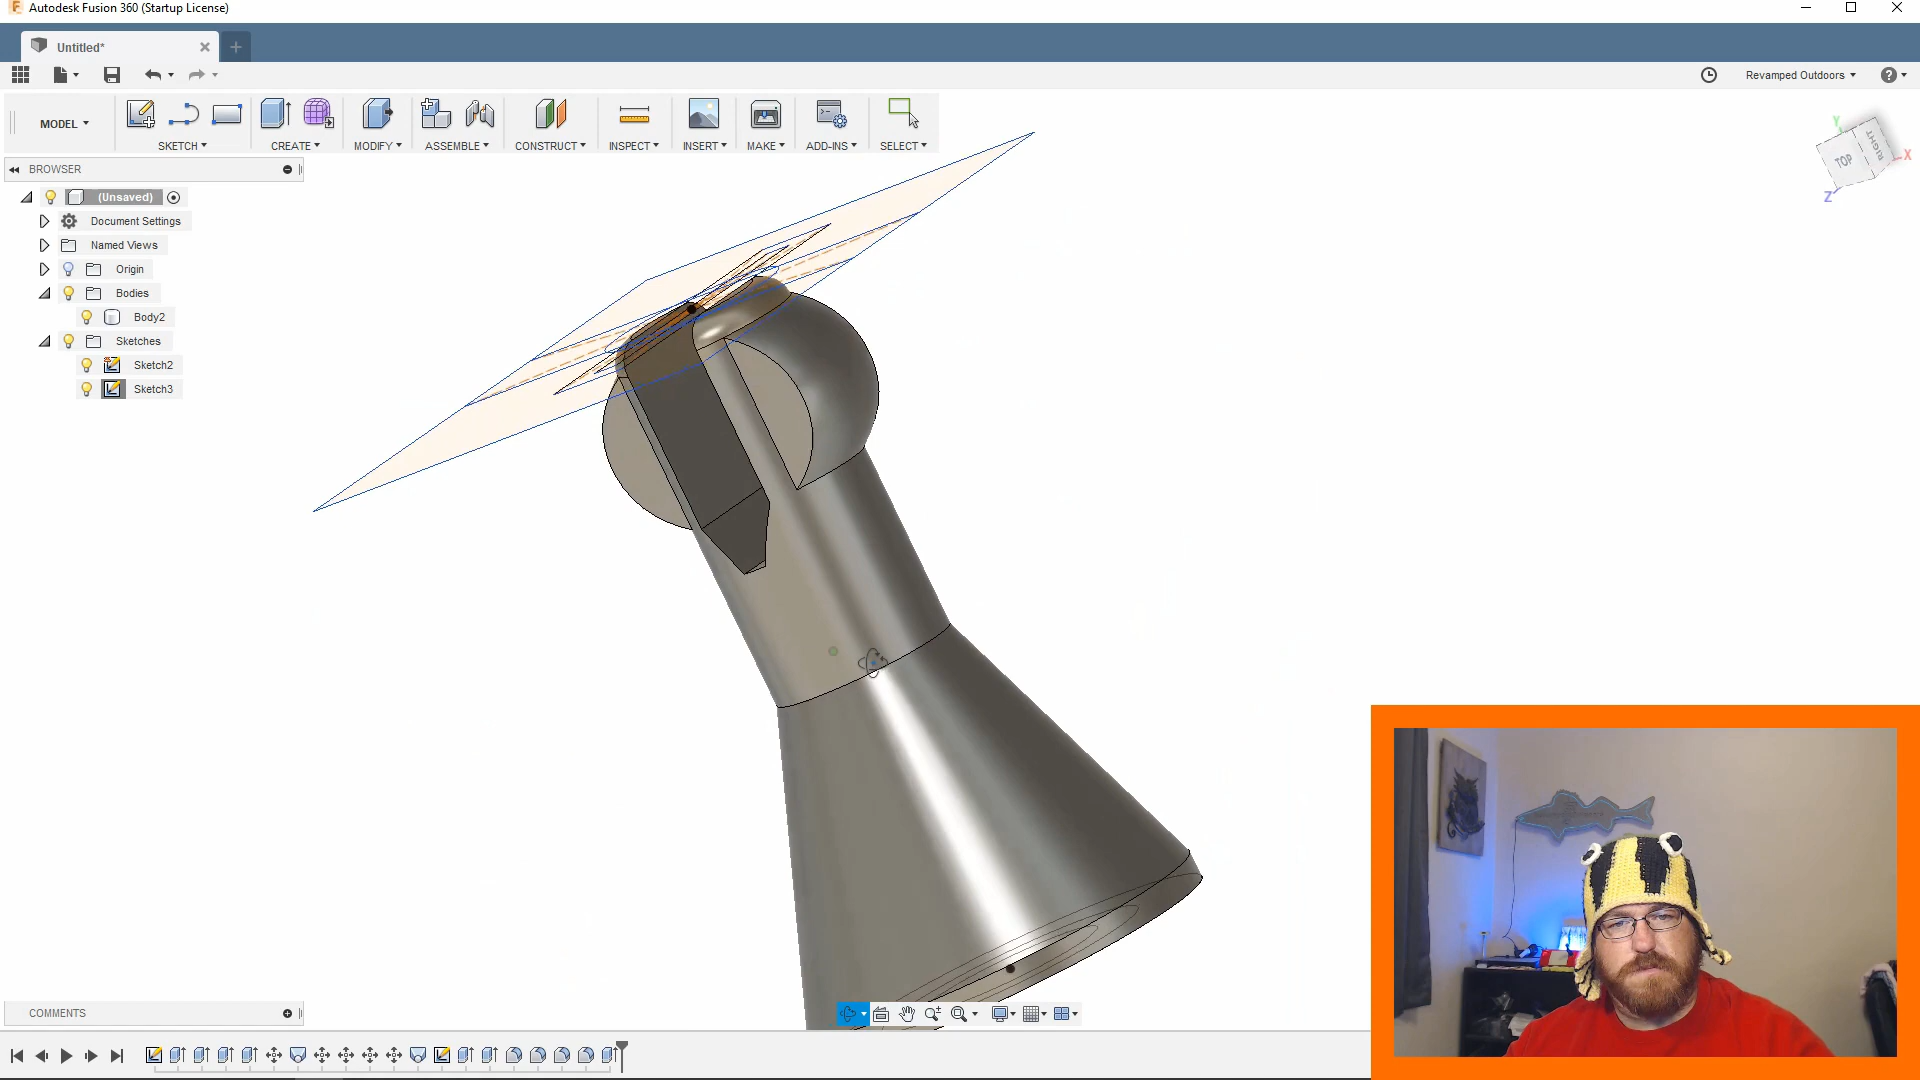 Autodesk Fusion 360 (Startup License)
Untitled*
Revamped Outdoors
MODEL
SKETCH
CREATE
MODIFY
ASSEMBLE
CONSTRUCT
INSPECT
INSERT
MAKE
ADD-INS
SELECT
Y
TOP
RIGHT
X
Z
BROWSER
(Unsaved)
Document Settings
Named Views
Origin
Bodies
Body2
Sketches
Sketch2
Sketch3
COMMENTS